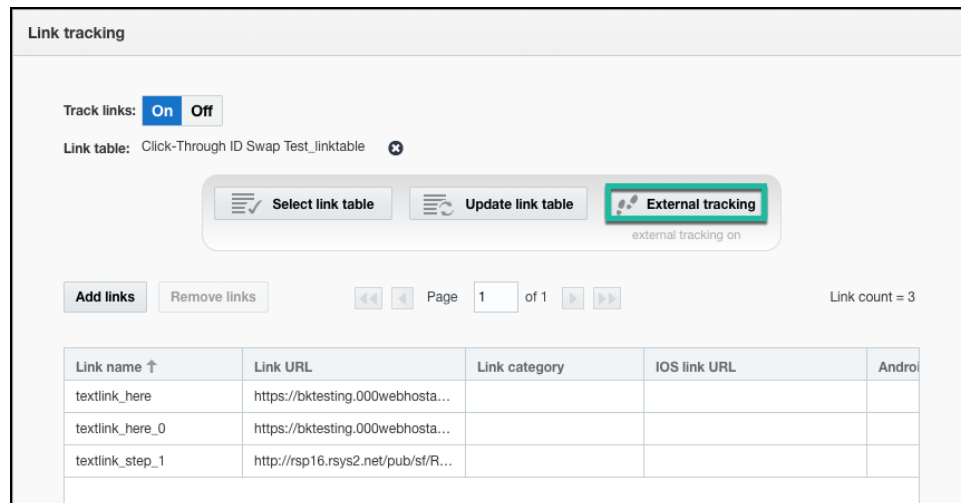 Link tracking
Track links: On Off
Link table: Click-Through ID Swap Test_linktable
Select link table Update link table External tracking
external tracking on
Add links Remove links Page 1 of 1 Link count = 3
Link name Link URL Link category IOS link URL Androi
textlink_here https://bktesting.000webhosta...
textlink_here_0 https://bktesting.000webhosta...
textlink_step_1 http://rsp16.rsys2.net/pub/sf/R...